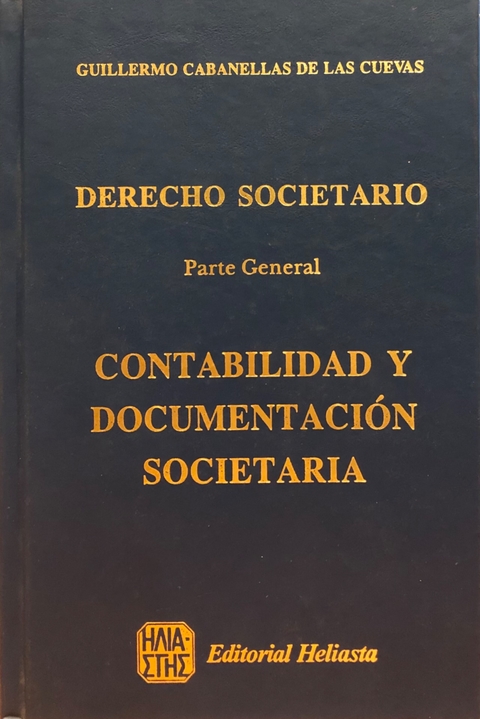 GUILLERMO CABANELLAS DE LAS CUEVAS
DERECHO SOCIETARIO
Parte General
CONTABILIDAD Y
DOCUMENTACIÓN
SOCIETARIA
ΗΛΙΑ-
ΣΤΗΣ
Editorial Heliasta